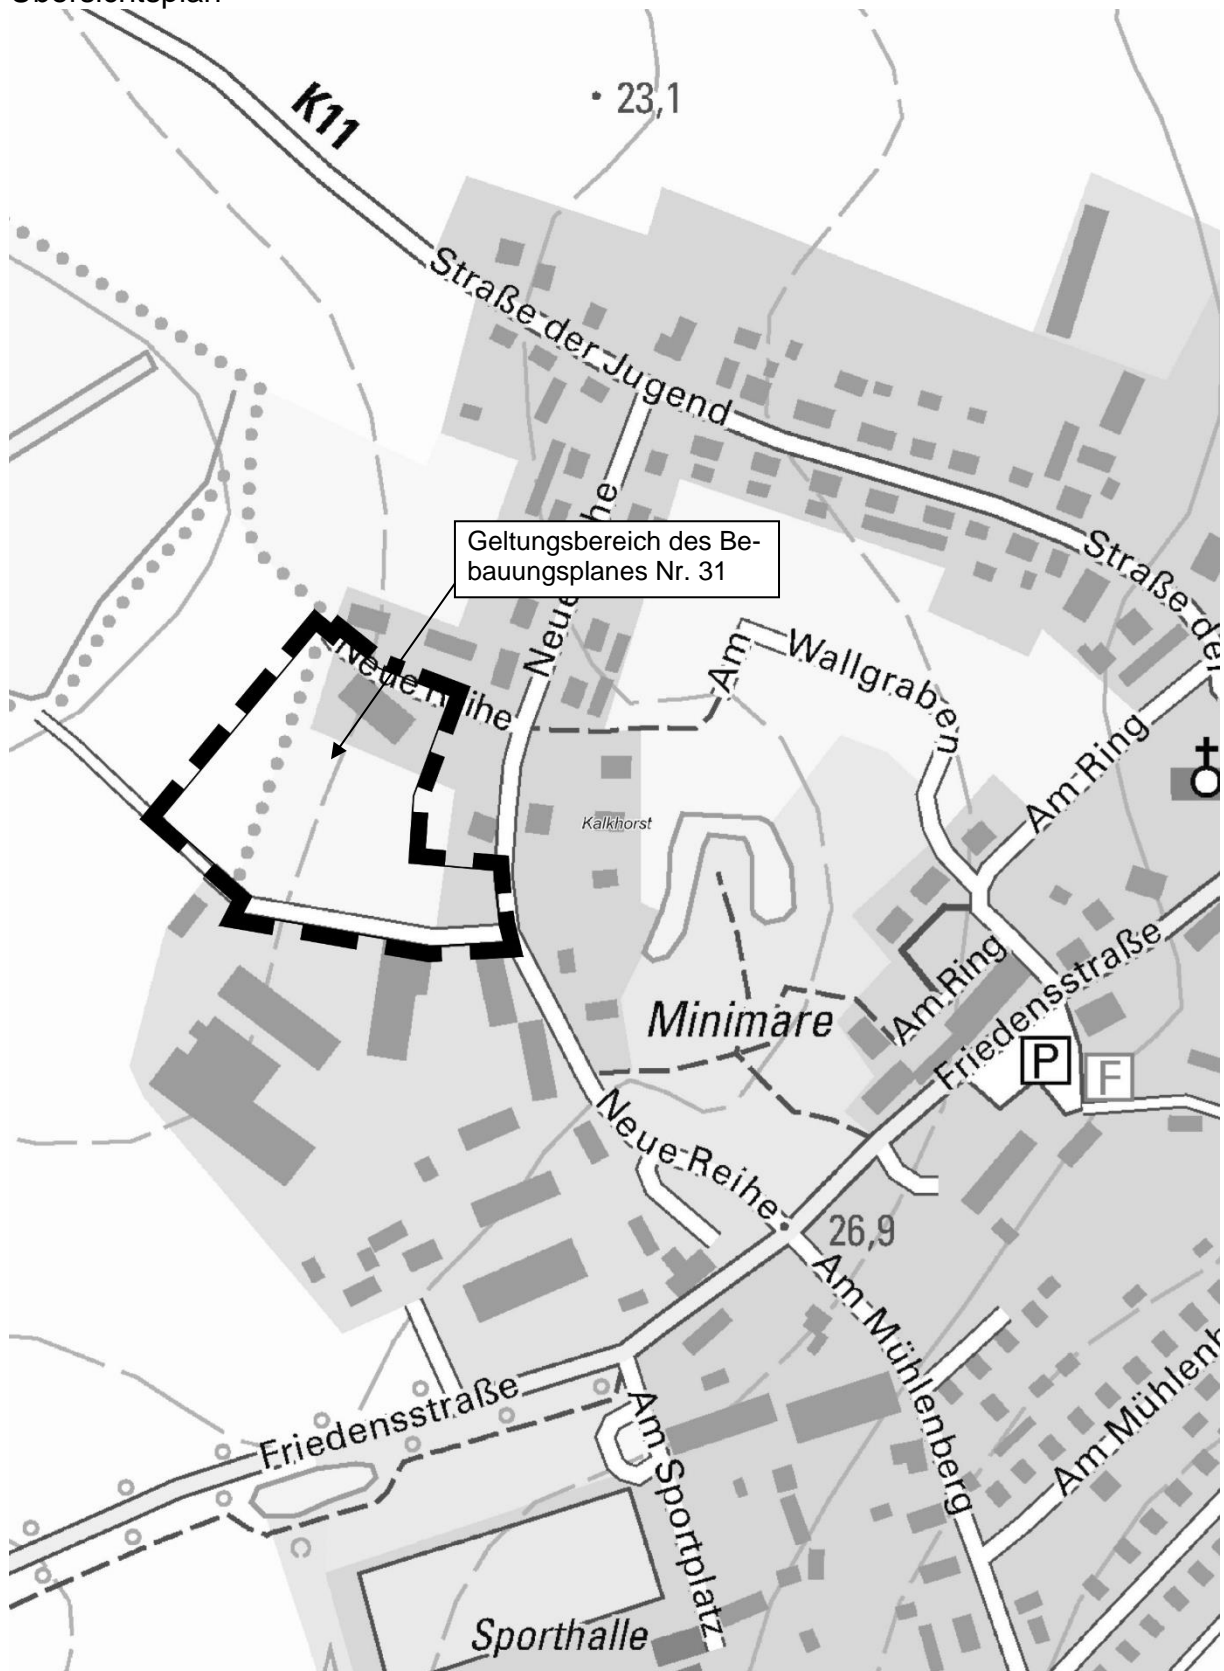 Übersichtsplan
K11
23,1
Straße der Jugend
Geltungsbereich des Be-
bauungsplanes Nr. 31
Neue Reihe
Straße der
Neue Reihe
Am Wallgraben
Am Ring
Kalkhorst
Minimare
Am Ring
Friedensstraße
P
F
Neue Reihe
26,9
Am Mühlenberg
Am Mühlenb
Friedensstraße
Am Sportplatz
Sporthalle